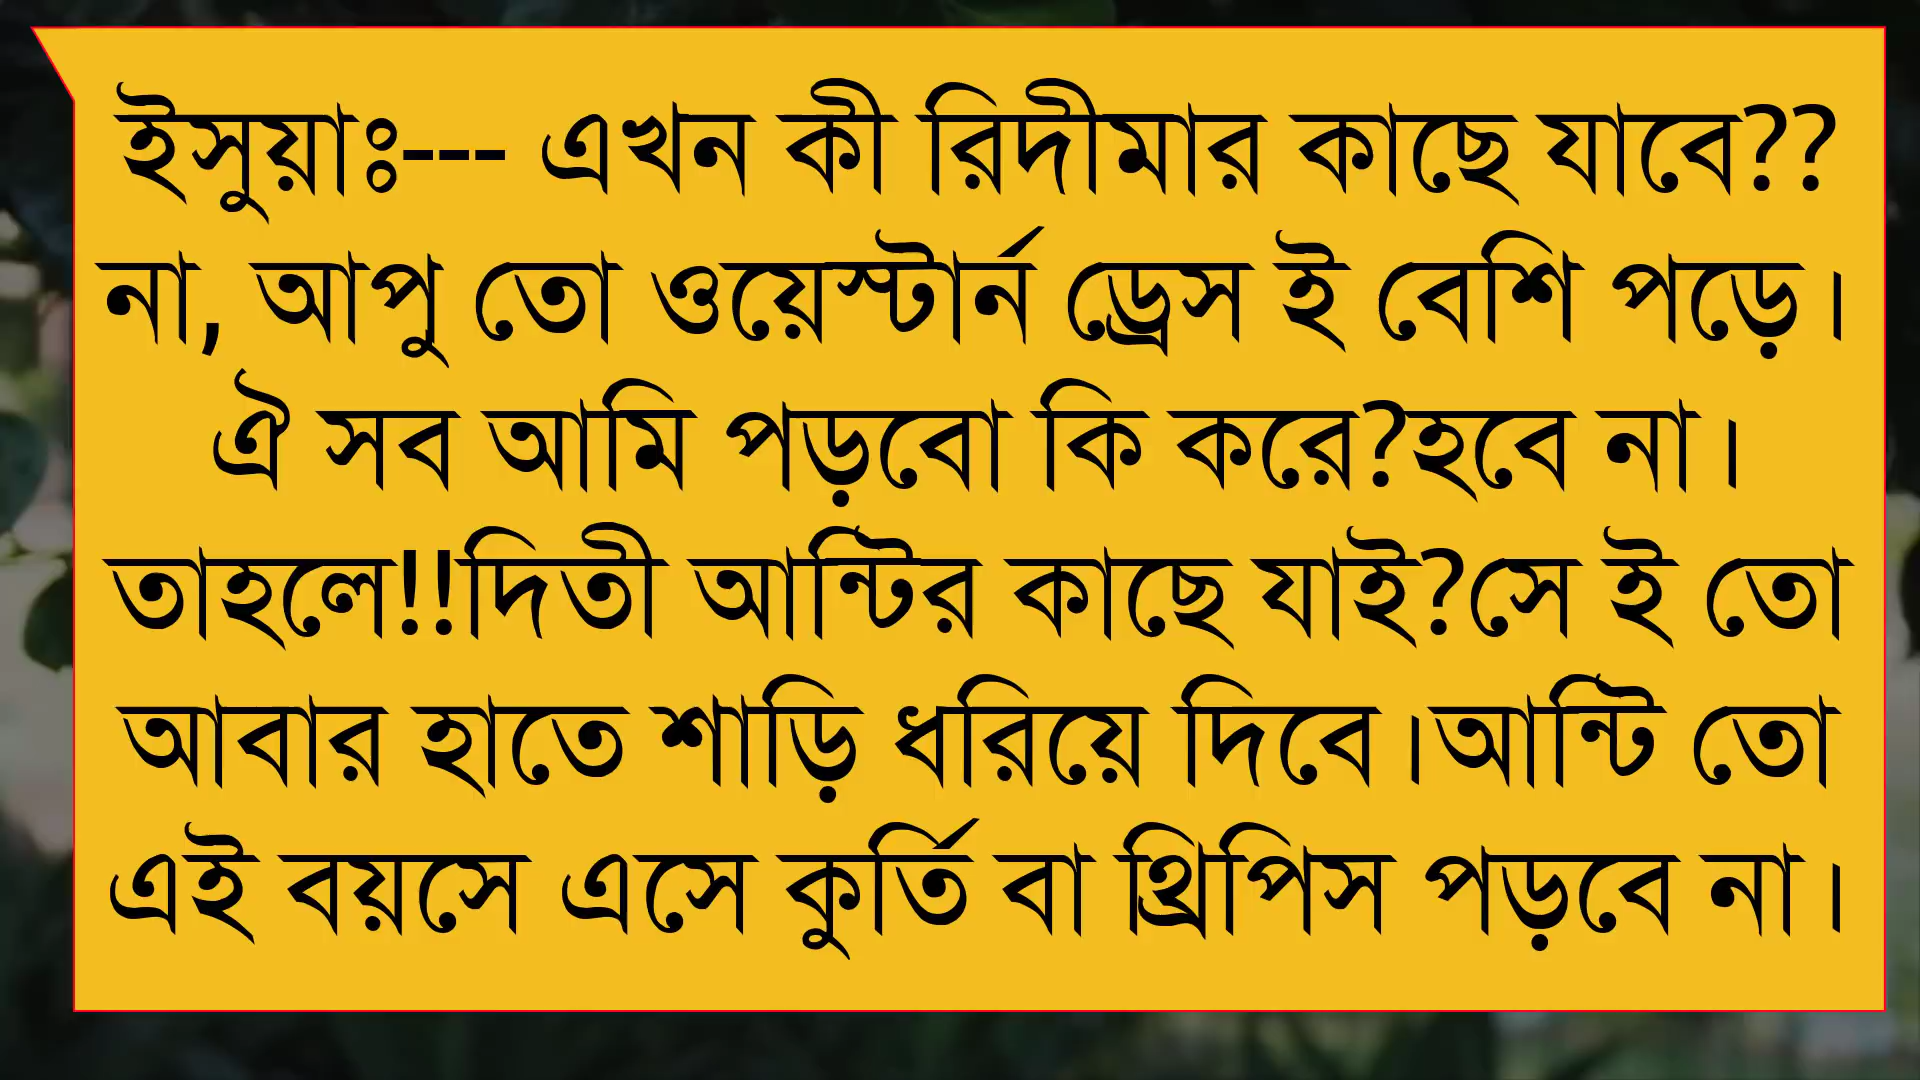 ইসুয়াঃ--- এখন কী রিদীমার কাছে যাবে??
না, আপু তো ওয়েস্টার্ন ড্রেস ই বেশি পড়ে।
ঐ সব আমি পড়বো কি করে?হবে না।
তাহলে!!দিতী আন্টির কাছে যাই?সে ই তো
আবার হাতে শাড়ি ধরিয়ে দিবে।আন্টি তো
এই বয়সে এসে কুর্তি বা থ্রিপিস পড়বে না।